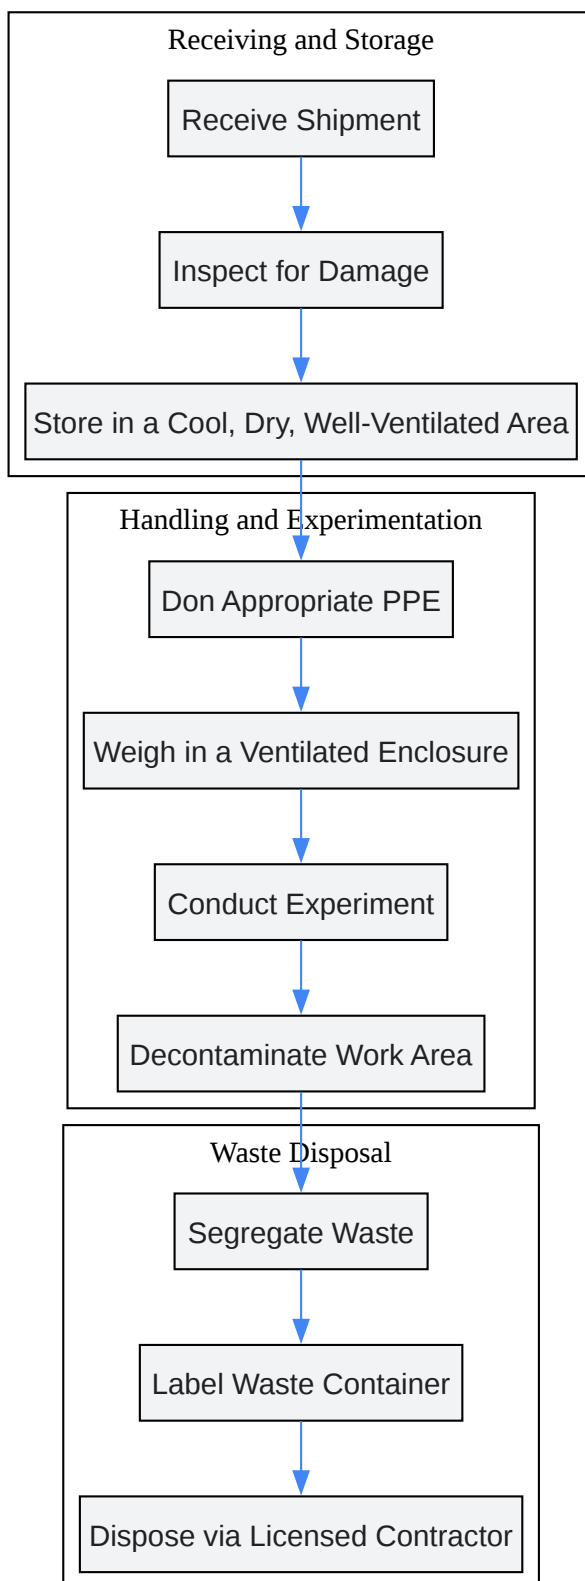 Receiving and Storage
Receive Shipment
Inspect for Damage
Store in a Cool, Dry, Well-Ventilated Area
Handling and Experimentation
Don Appropriate PPE
Weigh in a Ventilated Enclosure
Conduct Experiment
Decontaminate Work Area
Waste Disposal
Segregate Waste
Label Waste Container
Dispose via Licensed Contractor